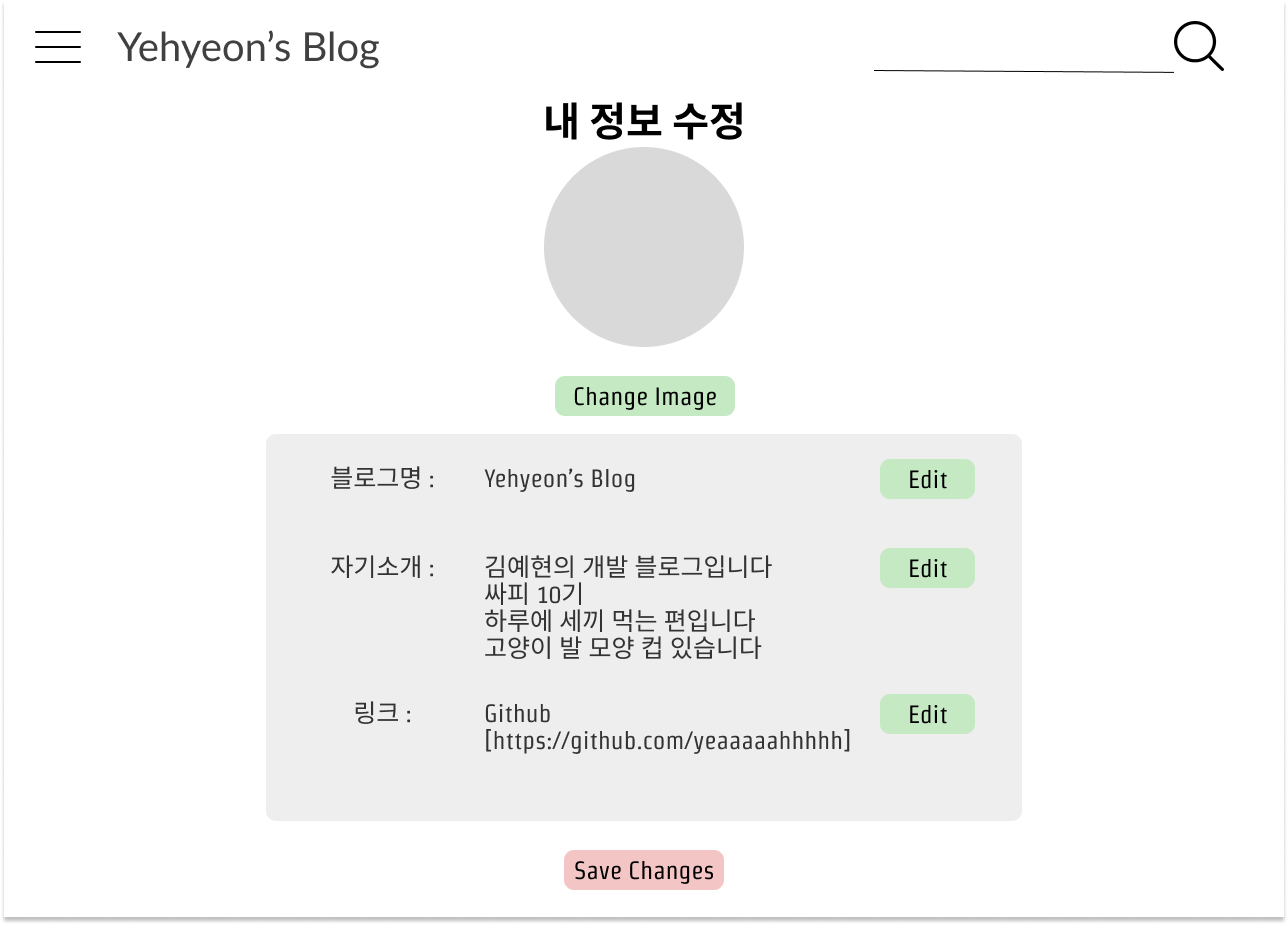 Yehyeon’s Blog
내 정보 수정
Change Image
블로그명 : Yehyeon’s Blog Edit
자기소개 : 김예현의 개발 블로그입니다 Edit
싸피 10기
하루에 세끼 먹는 편입니다
고양이 발 모양 컵 있습니다
링크 : Github Edit
[https://github.com/yeaaaaahhhhh]
Save Changes